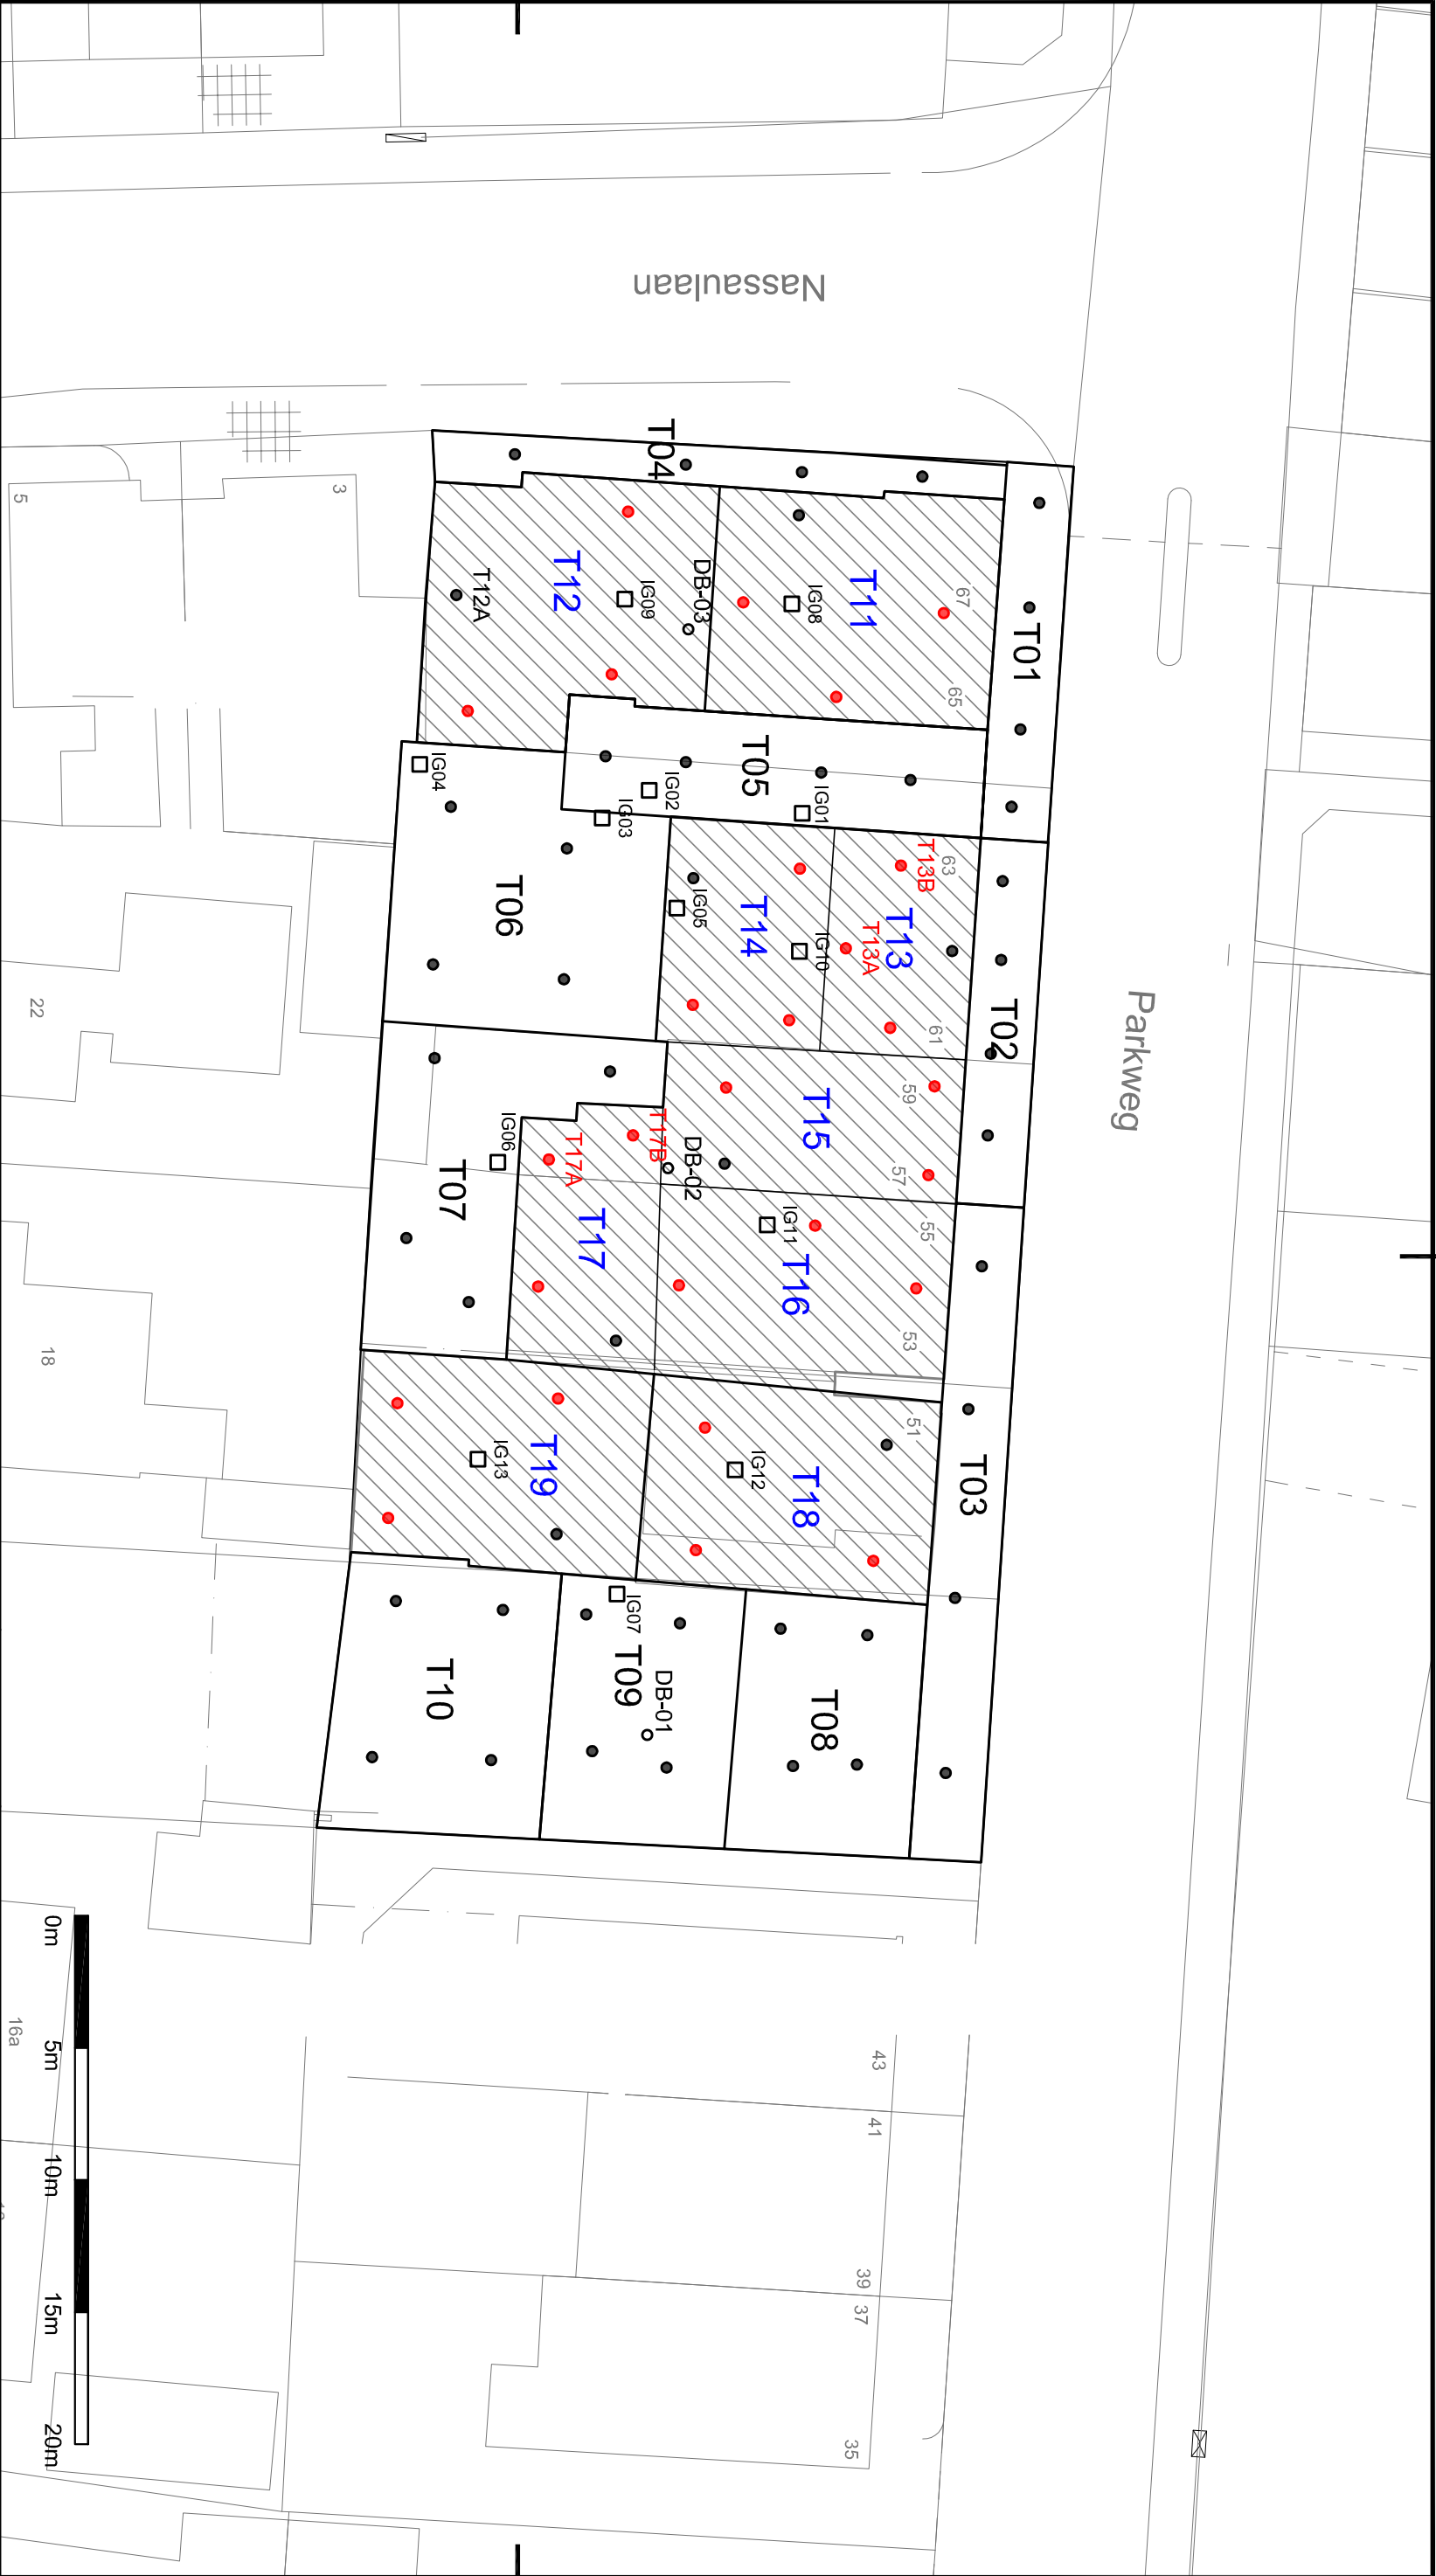 Nassaulaan
Parkweg
T04
T01
T12
T11
T12A
IG09
DB-03
IG08
67
65
3
5
T05
IG04
IG02
IG03
IG01
T06
T14
T13
T13B
T13A
63
61
IG05
IG10
T02
22
T15
59
57
T17B
DB-02
T17A
IG06
T07
T17
IG11
T16
55
53
18
T19
IG13
T18
IG12
51
T03
IG07
T09
DB-01
T10
T08
0m
5m
10m
15m
20m
16a
43
41
39
37
35